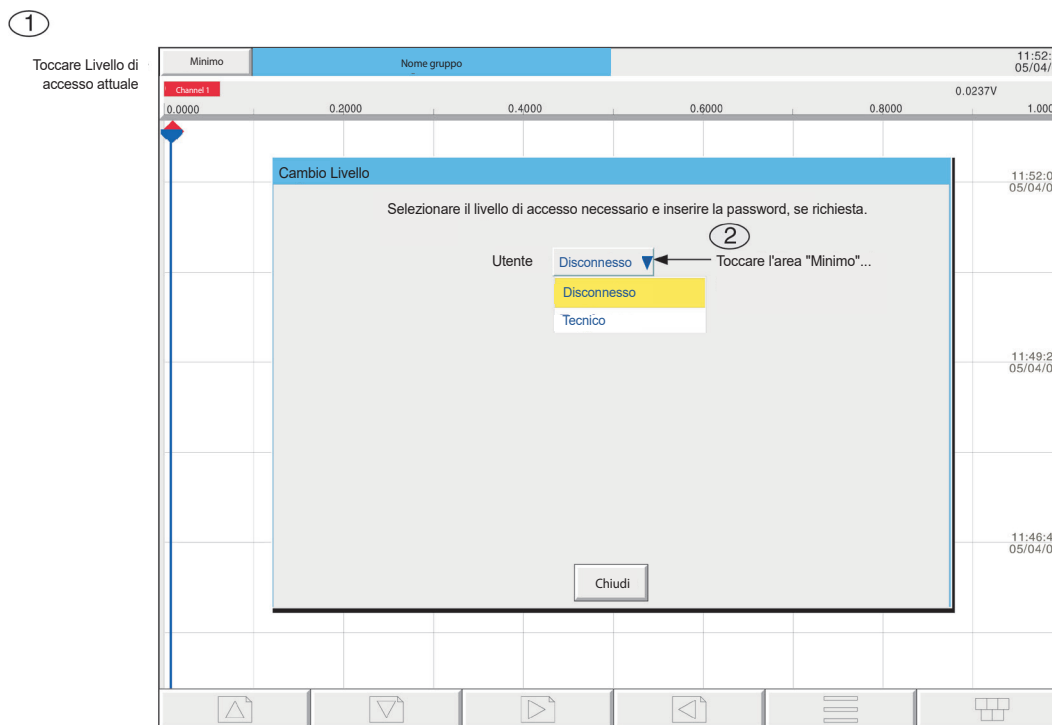 1
Toccare Livello di
accesso attuale
Minimo
Nome gruppo
11:52:
05/04/
Channel 1
0.0237V
0.0000 0.2000 0.4000 0.6000 0.8000 1.000
Cambio Livello
11:52:0
05/04/0
Selezionare il livello di accesso necessario e inserire la password, se richiesta.
2
Utente Disconnesso Toccare l'area "Minimo"...
Disconnesso
Tecnico
11:49:2
05/04/0
11:46:4
05/04/0
Chiudi